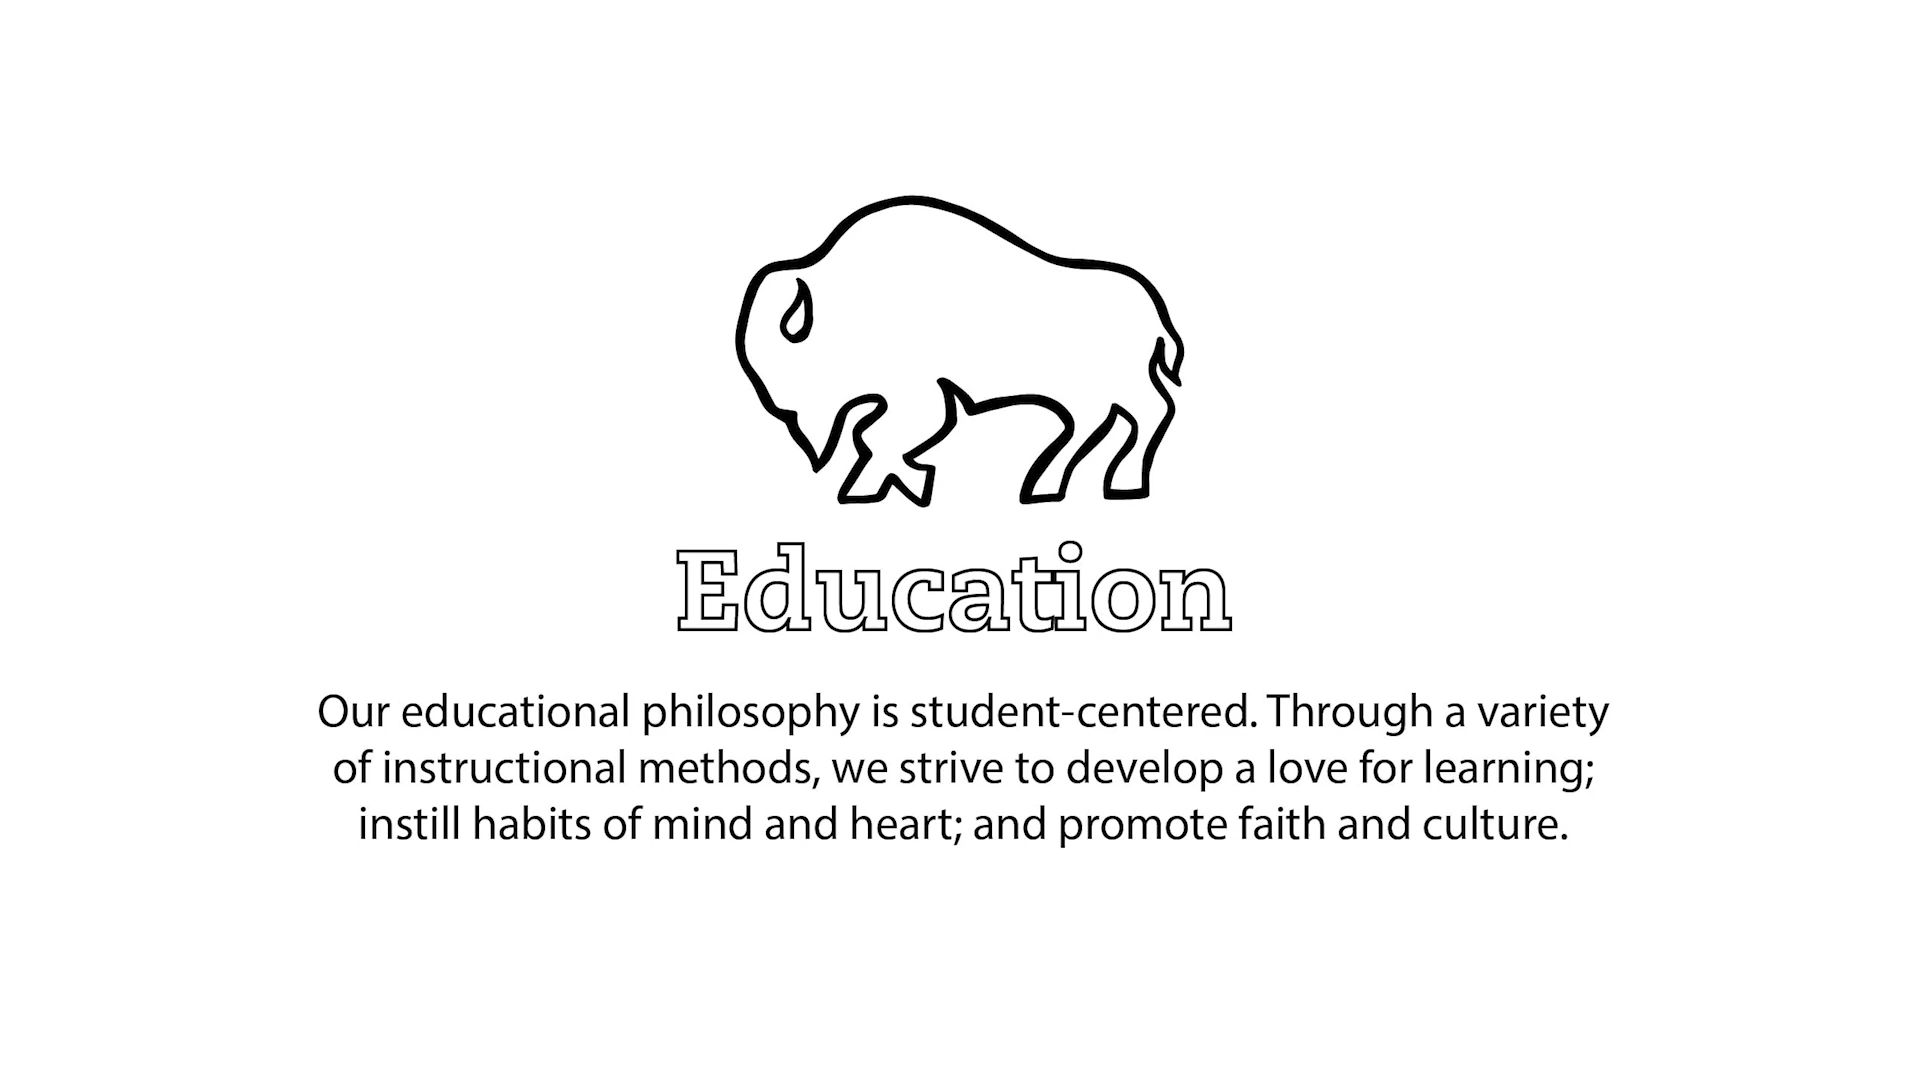 Education
Our educational philosophy is student-centered. Through a variety
of instructional methods, we strive to develop a love for learning;
instill habits of mind and heart; and promote faith and culture.